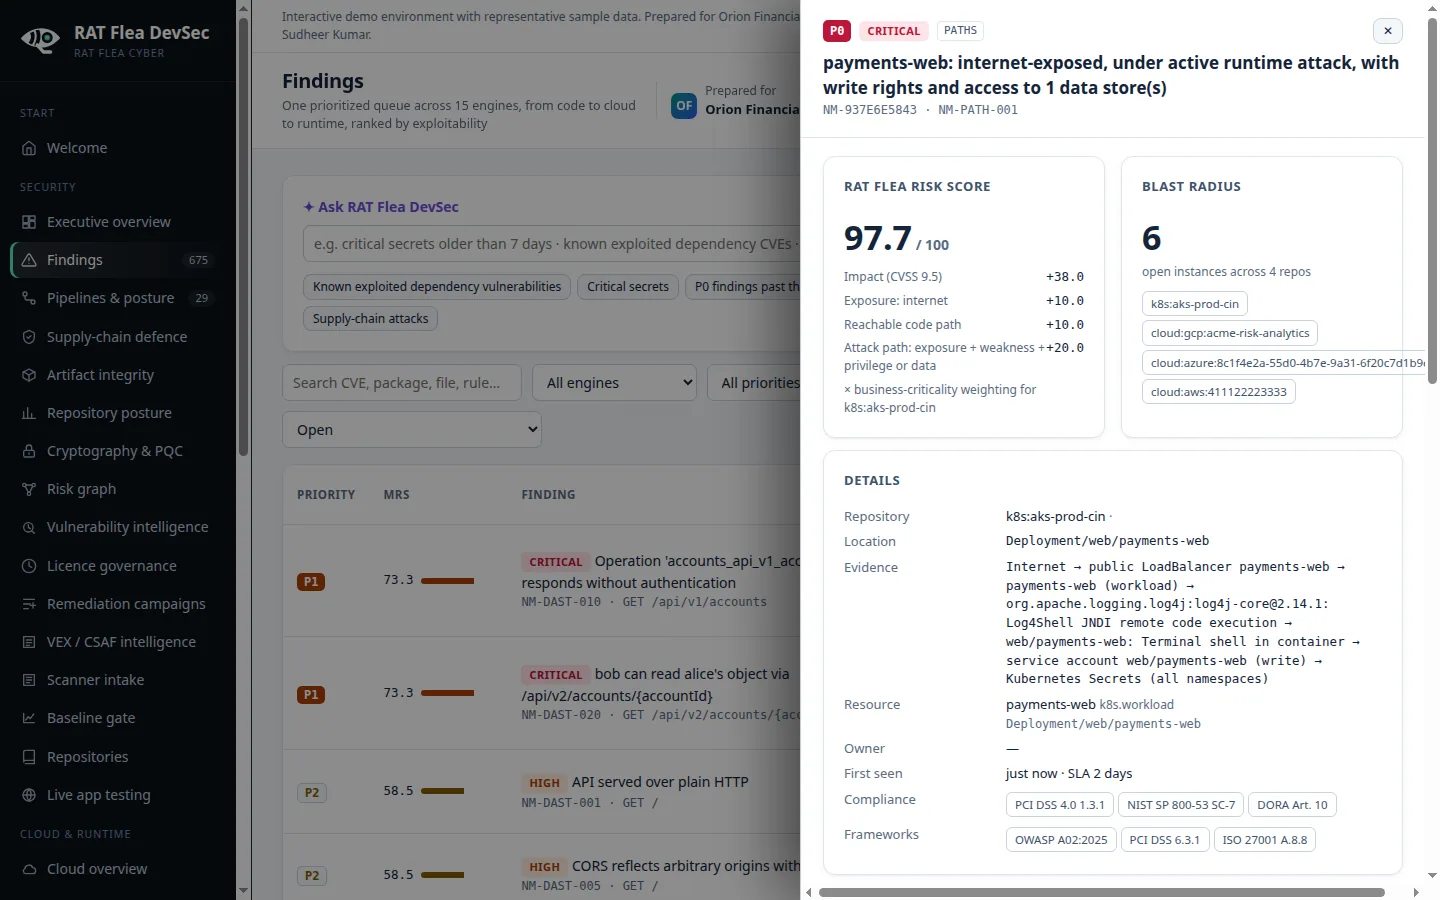 RAT Flea DevSec
RAT FLEA CYBER
START
Welcome
SECURITY
Executive overview
Findings 675
Pipelines & posture 29
Supply-chain defence
Artifact integrity
Repository posture
Cryptography & PQC
Risk graph
Vulnerability intelligence
Licence governance
Remediation campaigns
VEX / CSAF intelligence
Scanner intake
Baseline gate
Repositories
Live app testing
CLOUD & RUNTIME
Cloud overview
Interactive demo environment with representative sample data. Prepared for Orion Financia
Sudheer Kumar.
Findings
One prioritized queue across 15 engines, from code to cloud
to runtime, ranked by exploitability
OF
Prepared for
Orion Financia
✦ Ask RAT Flea DevSec
e.g. critical secrets older than 7 days · known exploited dependency CVEs ·
Known exploited dependency vulnerabilities
Critical secrets
P0 findings past th
Supply-chain attacks
Search CVE, package, file, rule...
All engines
All priorities
Open
PRIORITY MRS FINDING
P1 73.3 CRITICAL Operation 'accounts_api_v1_acc
responds without authentication
NM-DAST-010 · GET /api/v1/accounts
P1 73.3 CRITICAL bob can read alice's object via
/api/v2/accounts/{accountId}
NM-DAST-020 · GET /api/v2/accounts/{acc
P2 58.5 HIGH API served over plain HTTP
NM-DAST-001 · GET /
P2 58.5 HIGH CORS reflects arbitrary origins with
NM-DAST-005 · GET /
P0 CRITICAL PATHS
×
payments-web: internet-exposed, under active runtime attack, with
write rights and access to 1 data store(s)
NM-937E6E5843 · NM-PATH-001
RAT FLEA RISK SCORE
97.7 / 100
Impact (CVSS 9.5) +38.0
Exposure: internet +10.0
Reachable code path +10.0
Attack path: exposure + weakness + +20.0
privilege or data
× business-criticality weighting for
k8s:aks-prod-cin
BLAST RADIUS
6
open instances across 4 repos
k8s:aks-prod-cin
cloud:gcp:acme-risk-analytics
cloud:azure:8c1f4e2a-55d0-4b7e-9a31-6f20c7d1b9e
cloud:aws:411122223333
DETAILS
Repository k8s:aks-prod-cin ·
Location Deployment/web/payments-web
Evidence Internet → public LoadBalancer payments-web →
payments-web (workload) →
org.apache.logging.log4j:log4j-core@2.14.1:
Log4Shell JNDI remote code execution →
web/payments-web: Terminal shell in container →
service account web/payments-web (write) →
Kubernetes Secrets (all namespaces)
Resource payments-web k8s.workload
Deployment/web/payments-web
Owner —
First seen just now · SLA 2 days
Compliance PCI DSS 4.0 1.3.1 NIST SP 800-53 SC-7 DORA Art. 10
Frameworks OWASP A02:2025 PCI DSS 6.3.1 ISO 27001 A.8.8